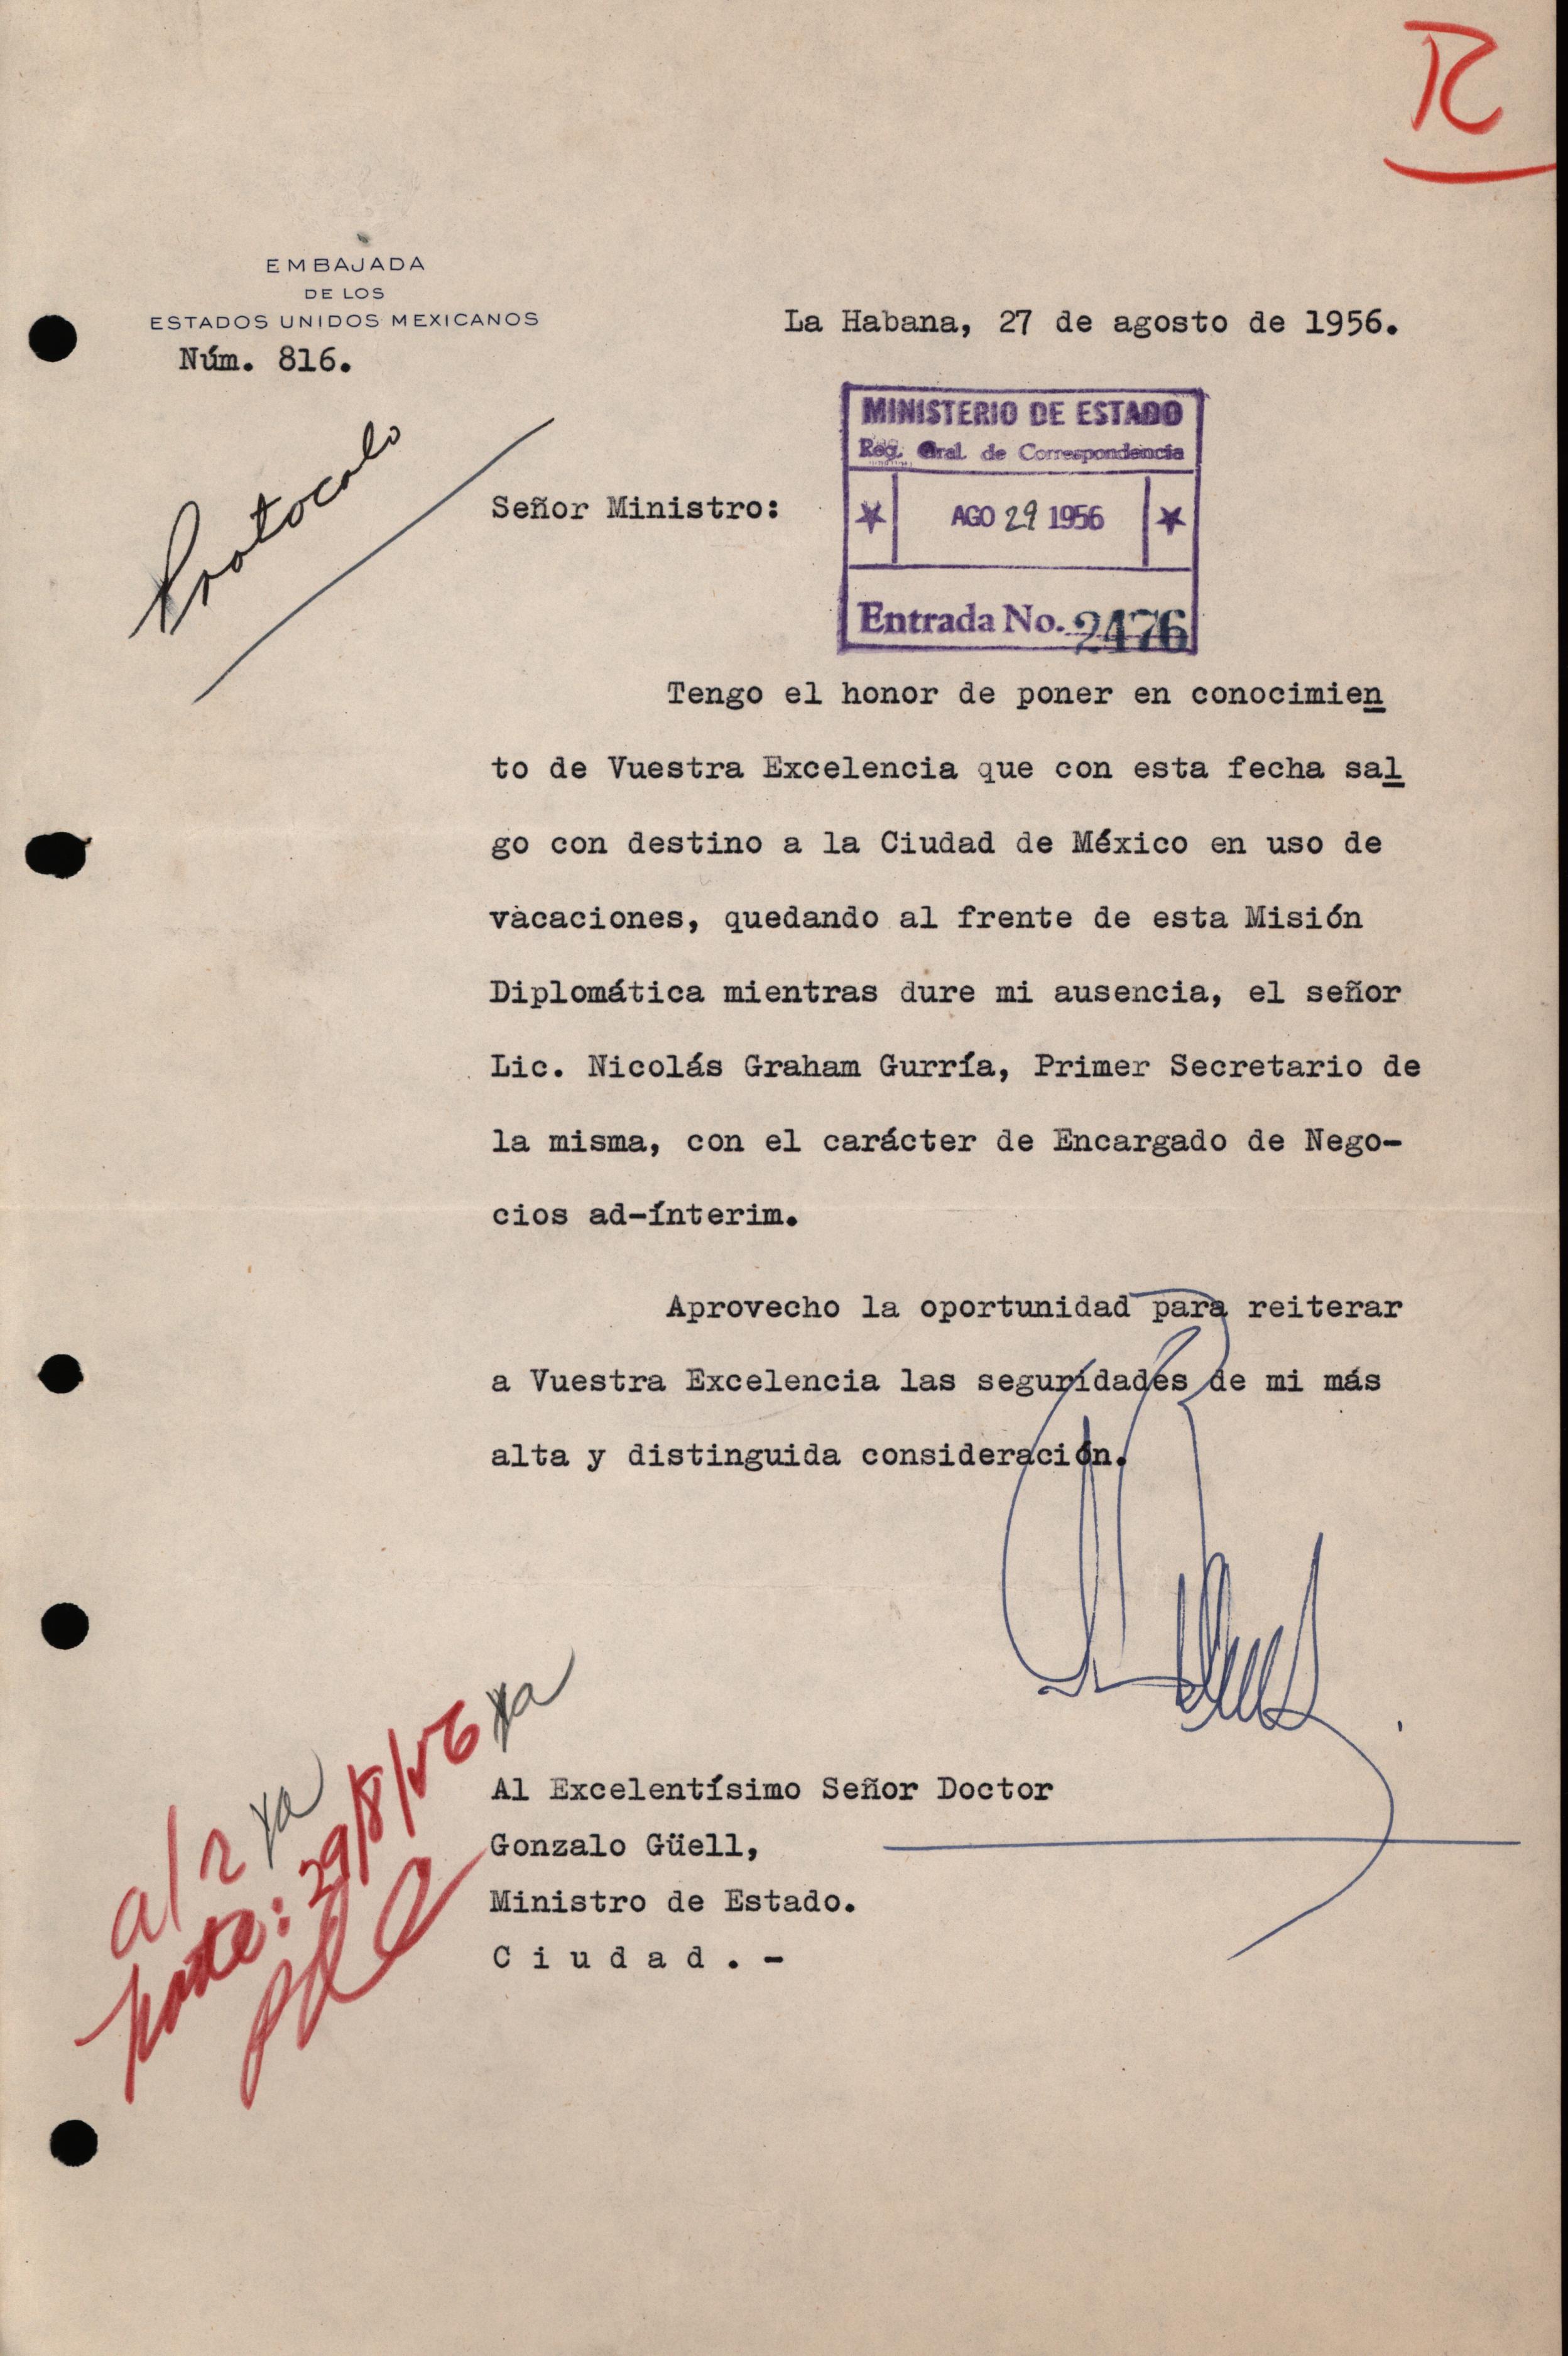 EMBAJADA
DE LOS
ESTADOS UNIDOS MEXICANOS
Núm. 816.
La Habana, 27 de agosto de 1956.
Protocolo
MINISTERIO DE ESTADO
Reg. Gral. de Correspondencia
AGO 29 1956
Entrada No. 2476
Señor Ministro:
Tengo el honor de poner en conocimien
to de Vuestra Excelencia que con esta fecha sal
go con destino a la Ciudad de México en uso de
vacaciones, quedando al frente de esta Misión
Diplomática mientras dure mi ausencia, el señor
Lic. Nicolás Graham Gurría, Primer Secretario de
la misma, con el carácter de Encargado de Nego-
cios ad-ínterim.
Aprovecho la oportunidad para reiterar
a Vuestra Excelencia las seguridades de mi más
alta y distinguida consideración.
a/r ya
29/8/56 ya
Al Excelentísimo Señor Doctor
Gonzalo Güell,
Ministro de Estado.
C i u d a d . -